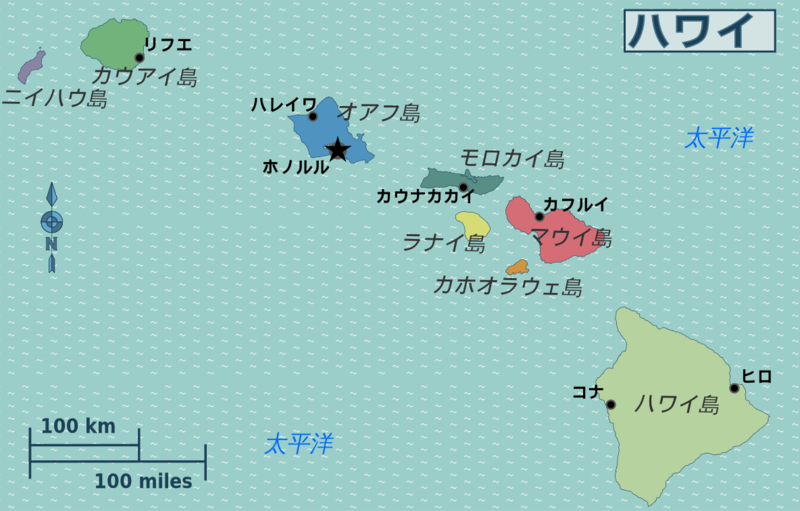 ハワイ
リフエ
カウアイ島
ニイハウ島
ハレイワ
オアフ島
ホノルル
太平洋
モロカイ島
カウナカカイ
カフルイ
マウイ島
ラナイ島
カホオラウェ島
N
ヒロ
コナ
ハワイ島
100 km
太平洋
100 miles